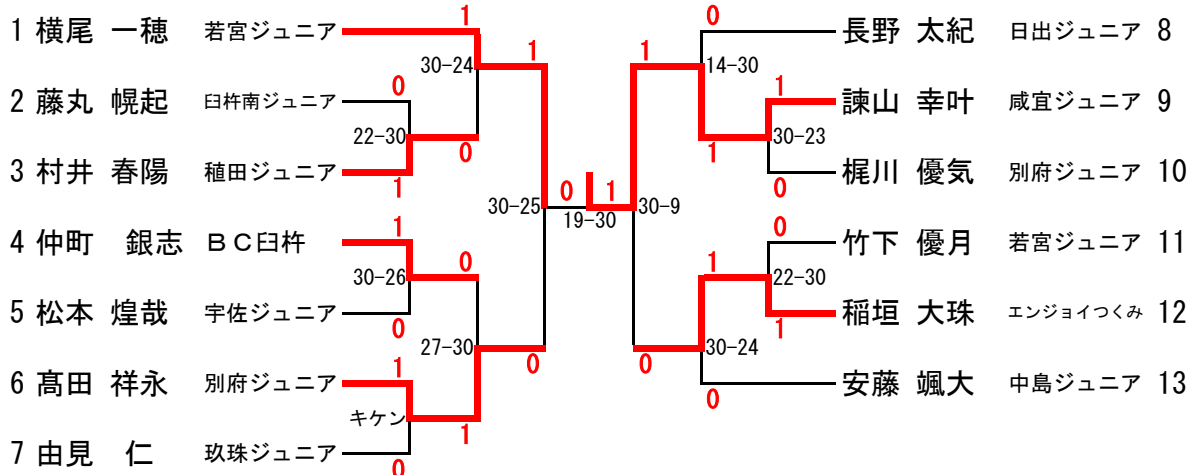 1 横尾 一穂 若宮ジュニア
2 藤丸 幌起 臼杵南ジュニア
3 村井 春陽 稙田ジュニア
4 仲町 銀志 ＢＣ臼杵
5 松本 煌哉 宇佐ジュニア
6 髙田 祥永 別府ジュニア
7 由見 仁 玖珠ジュニア
1
30-24
0
22-30
0
1
1
30-26
0
0
27-30
1
キケン
1
0
1
30-25
0
0
19-30
1
1
30-9
0
0
14-30
1
1
30-23
0
0
22-30
1
1
30-24
0
長野 太紀 日出ジュニア 8
諫山 幸叶 咸宜ジュニア 9
梶川 優気 別府ジュニア 10
竹下 優月 若宮ジュニア 11
稲垣 大珠 エンジョイつくみ 12
安藤 颯大 中島ジュニア 13